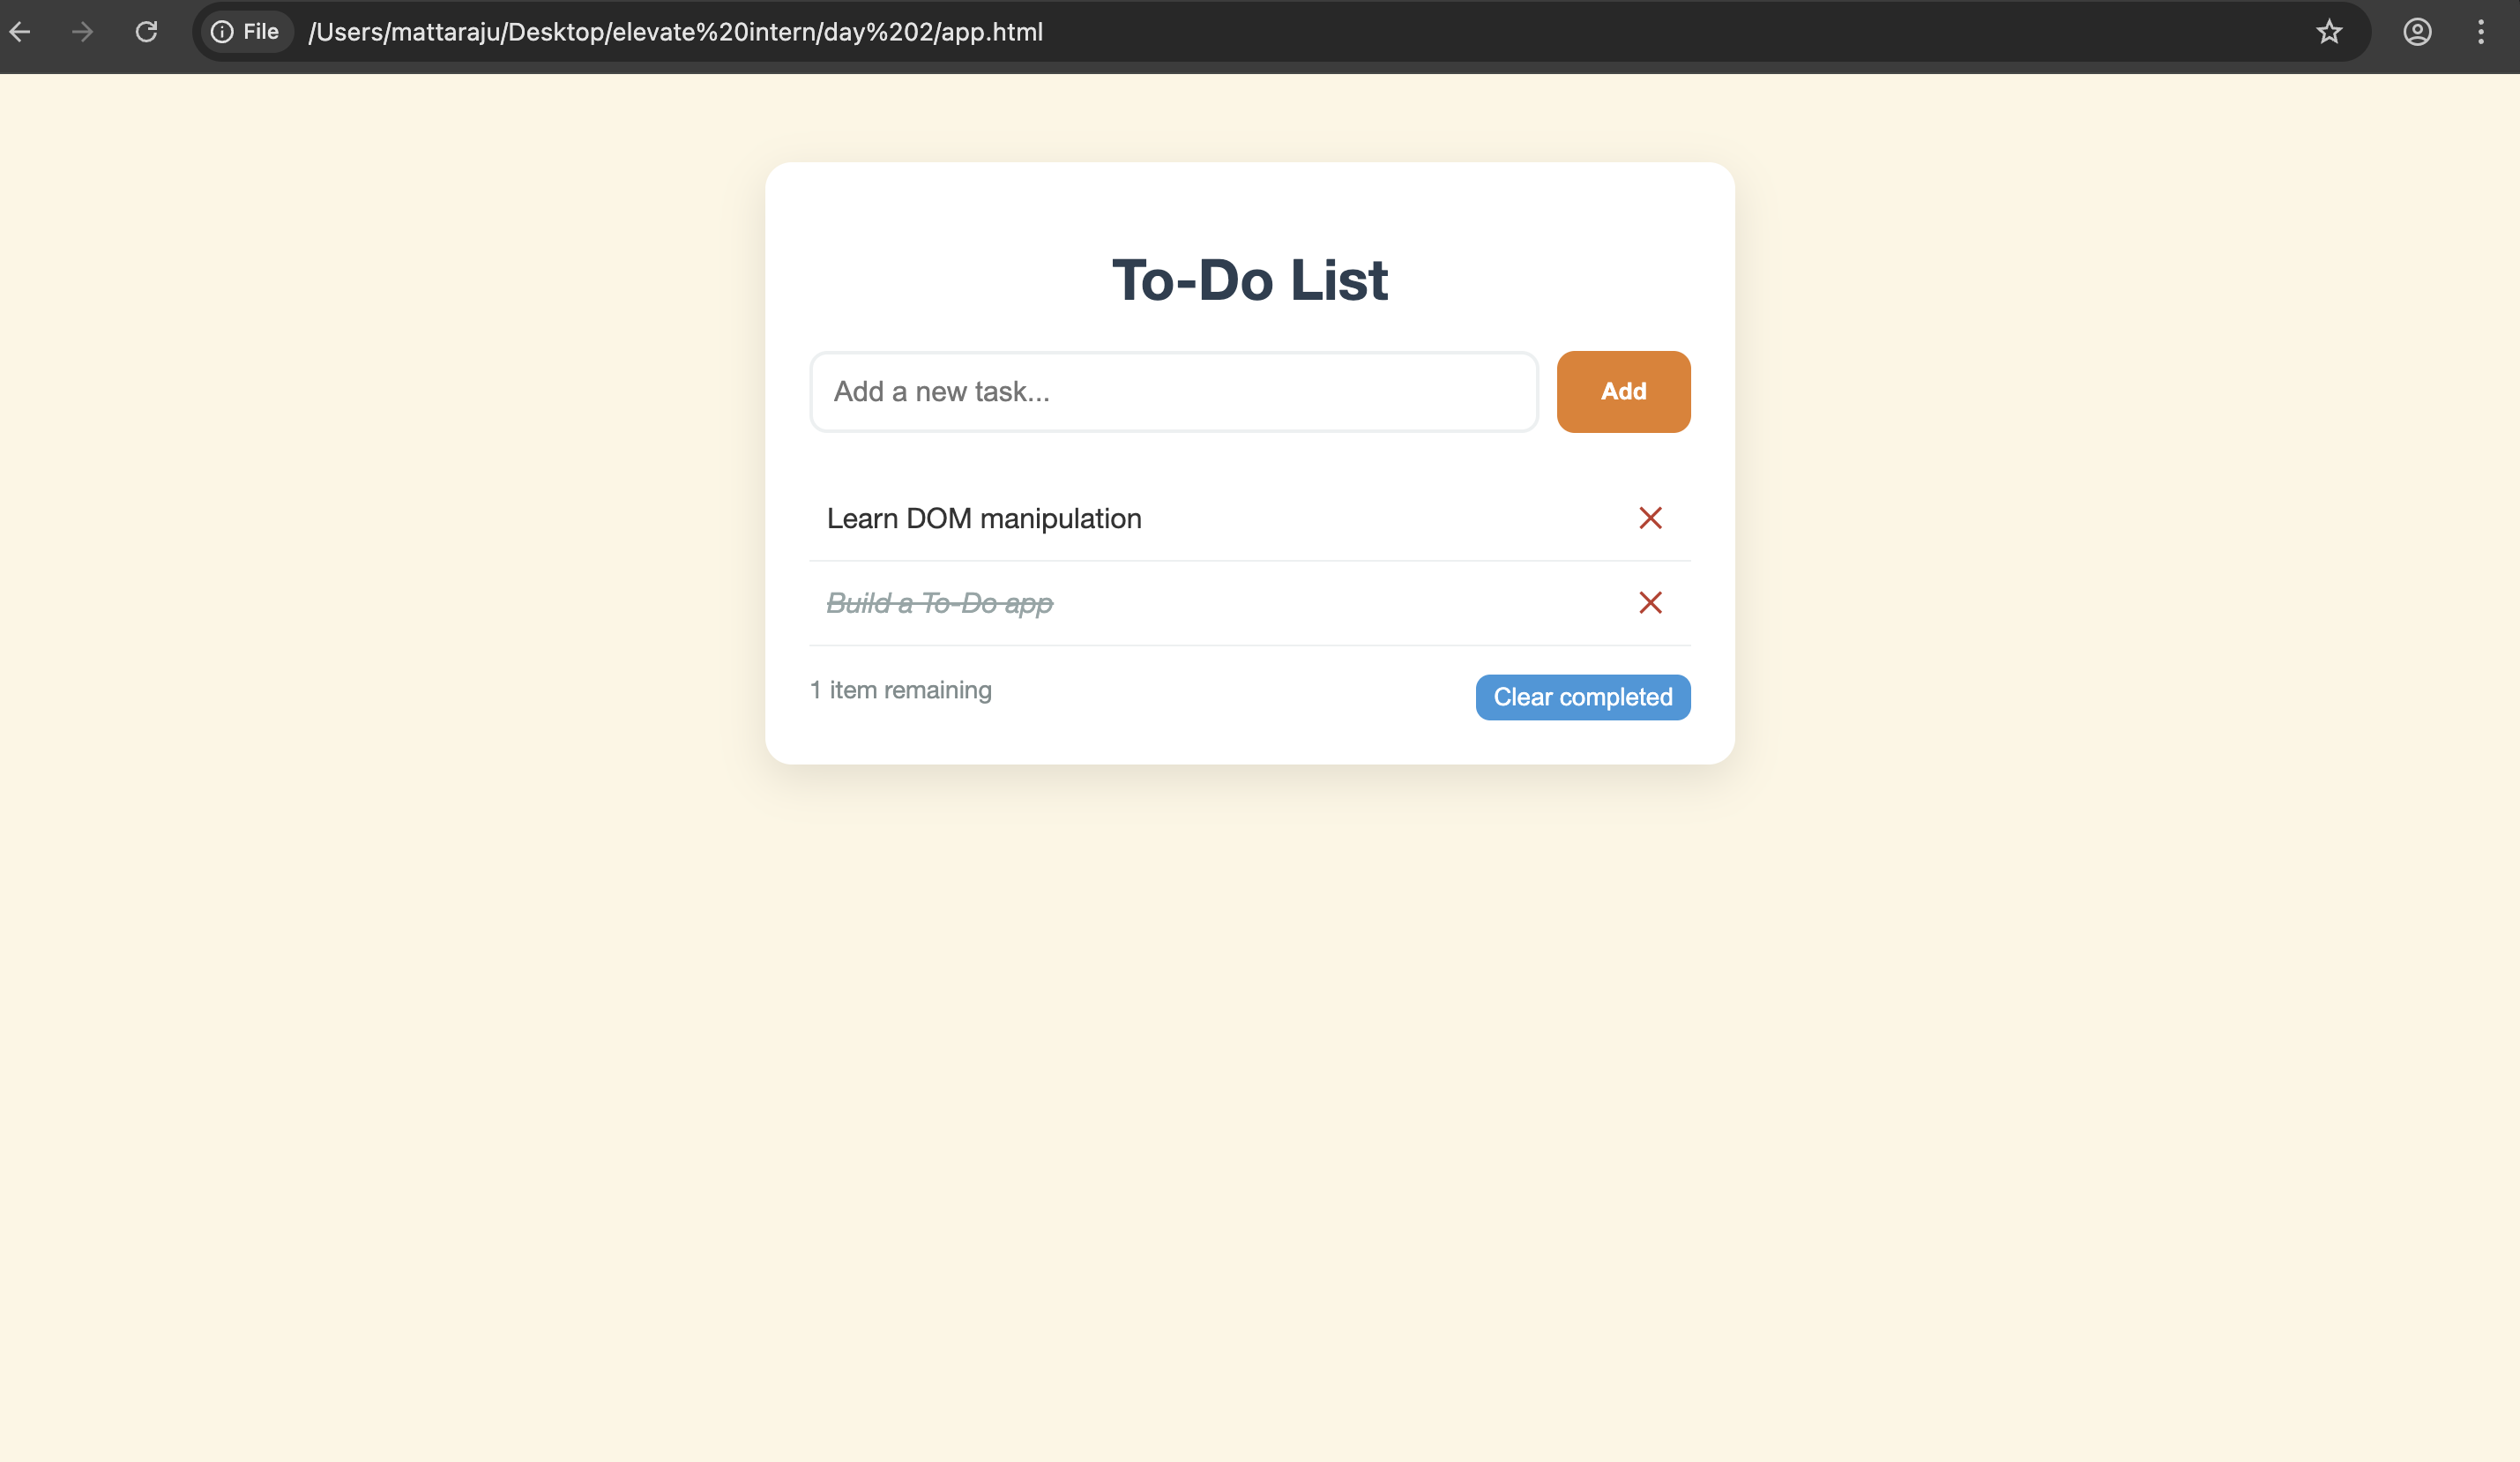 File /Users/mattaraju/Desktop/elevate%20intern/day%202/app.html
To-Do List
Add a new task...
Add
Learn DOM manipulation
Build a To-Do app
1 item remaining
Clear completed